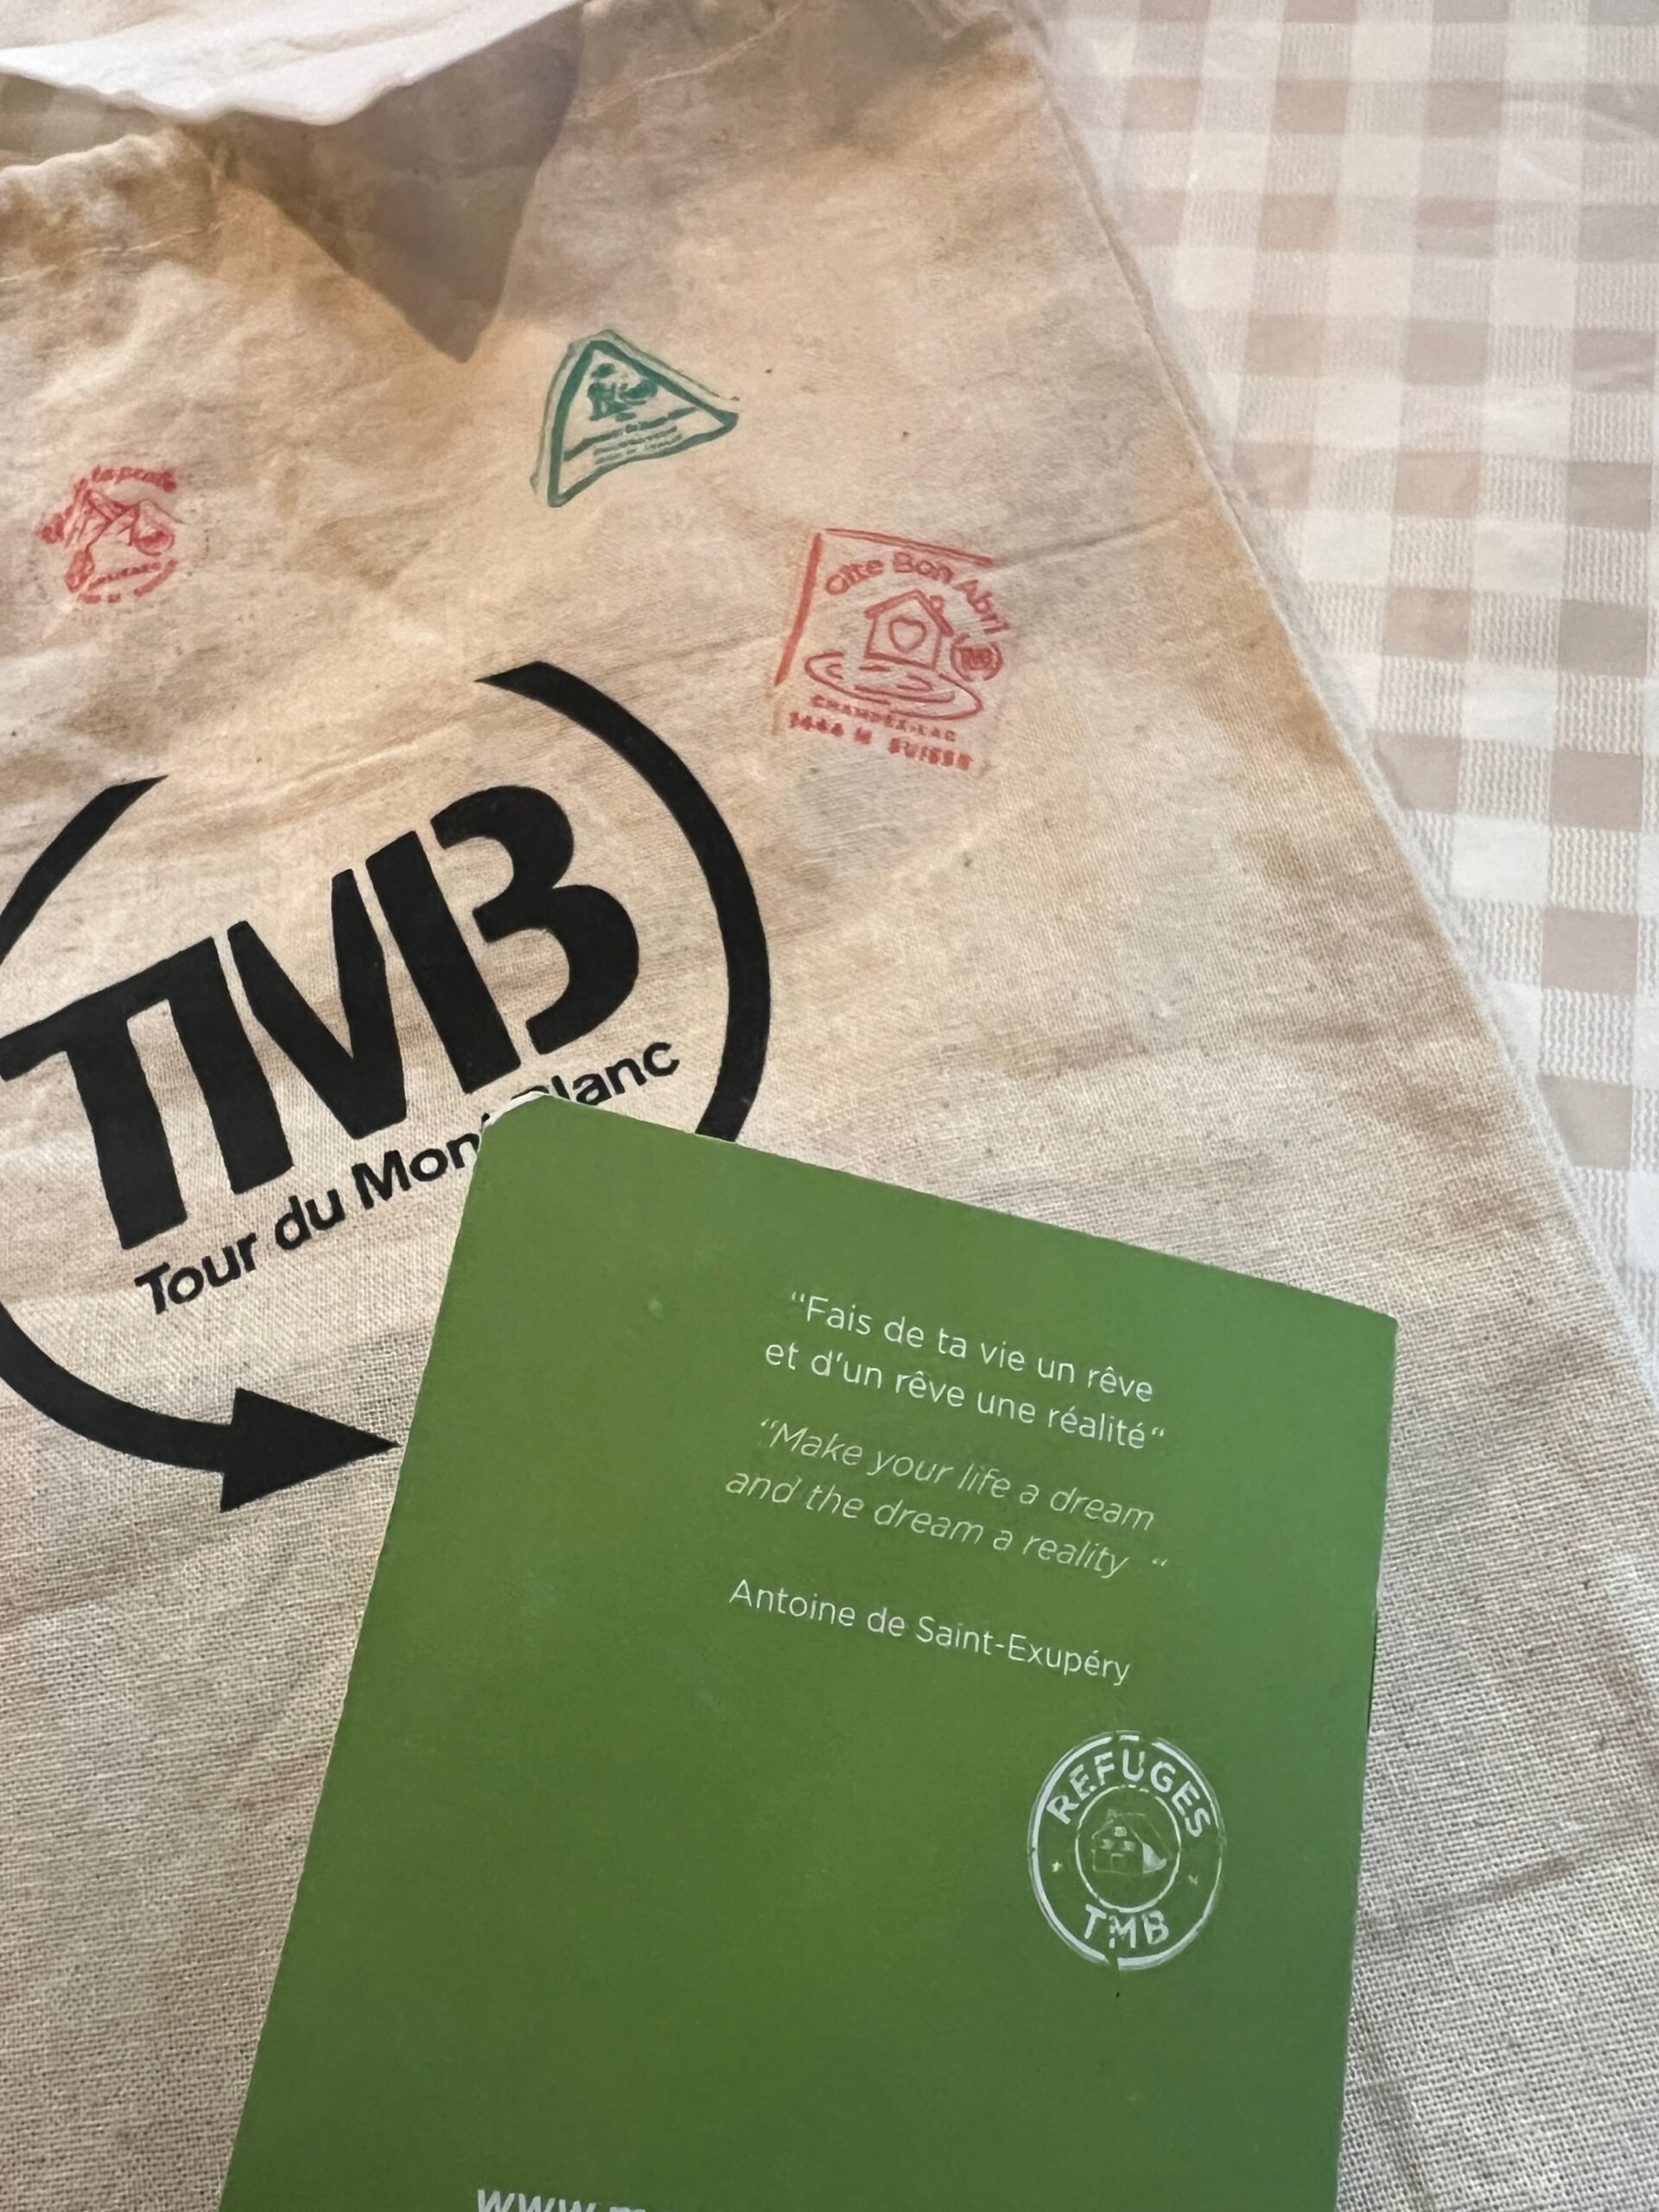 Gîte Bon Abri
CHAMPEX-LAC
1444 M SUISSE
TMB
Tour du Mont Blanc
“Fais de ta vie un rêve
et d’un rêve une réalité“
“Make your life a dream
and the dream a reality “
Antoine de Saint-Exupéry
REFUGES
TMB